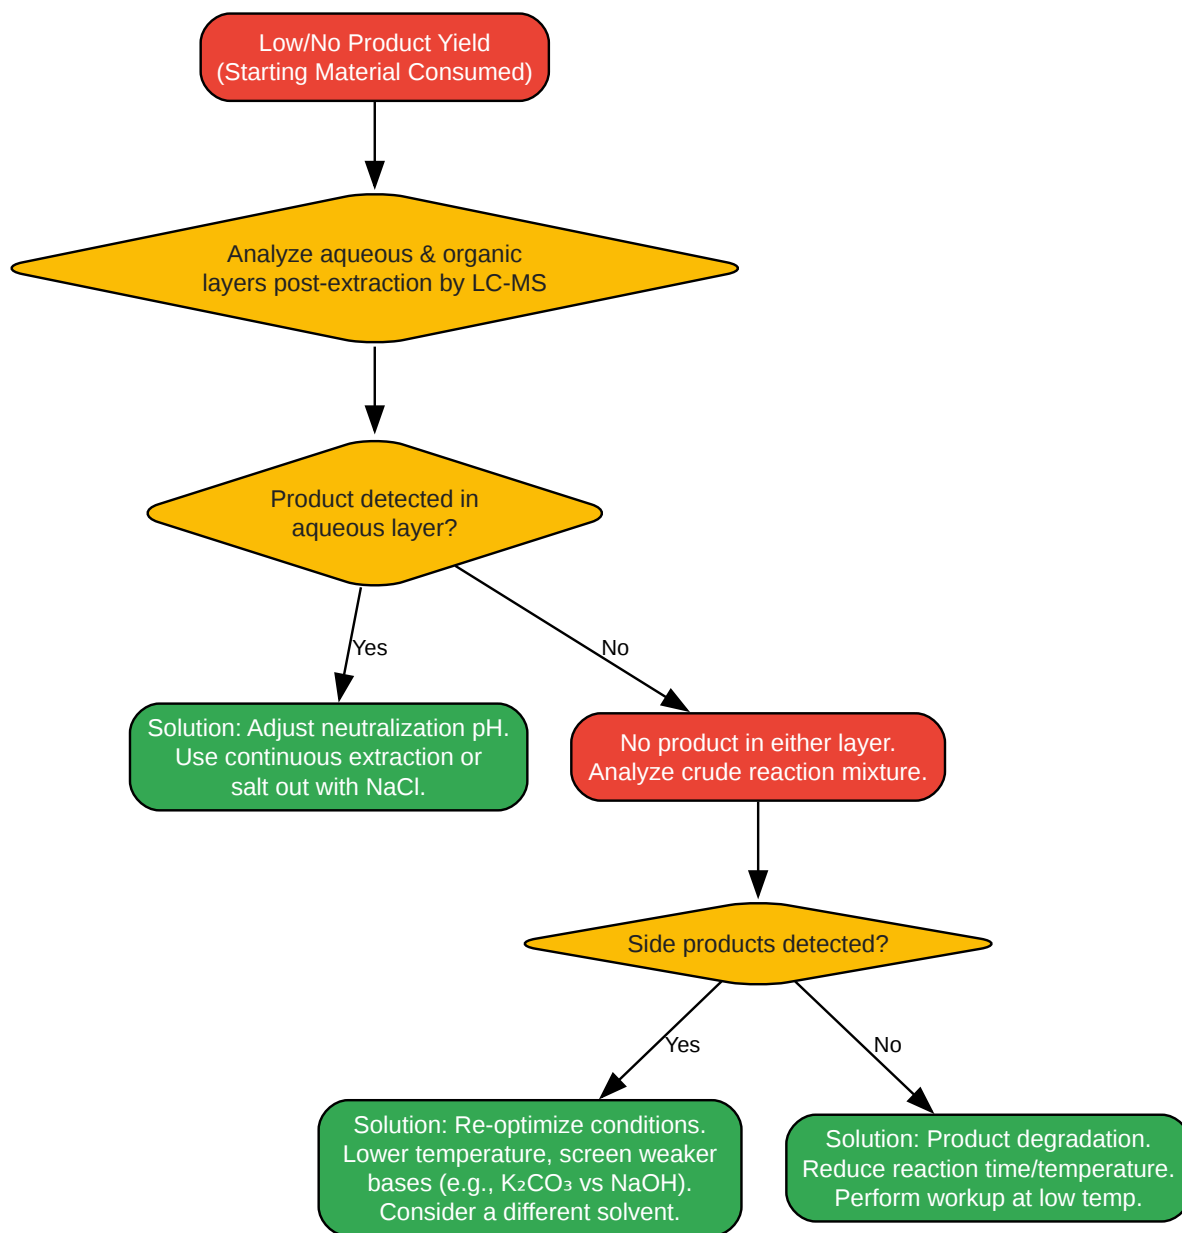 Low/No Product Yield
(Starting Material Consumed)
Analyze aqueous & organic
layers post-extraction by LC-MS
Product detected in
aqueous layer?
Yes
No
Solution: Adjust neutralization pH.
Use continuous extraction or
salt out with NaCl.
No product in either layer.
Analyze crude reaction mixture.
Side products detected?
Yes
No
Solution: Re-optimize conditions.
Lower temperature, screen weaker
bases (e.g., K₂CO₃ vs NaOH).
Consider a different solvent.
Solution: Product degradation.
Reduce reaction time/temperature.
Perform workup at low temp.